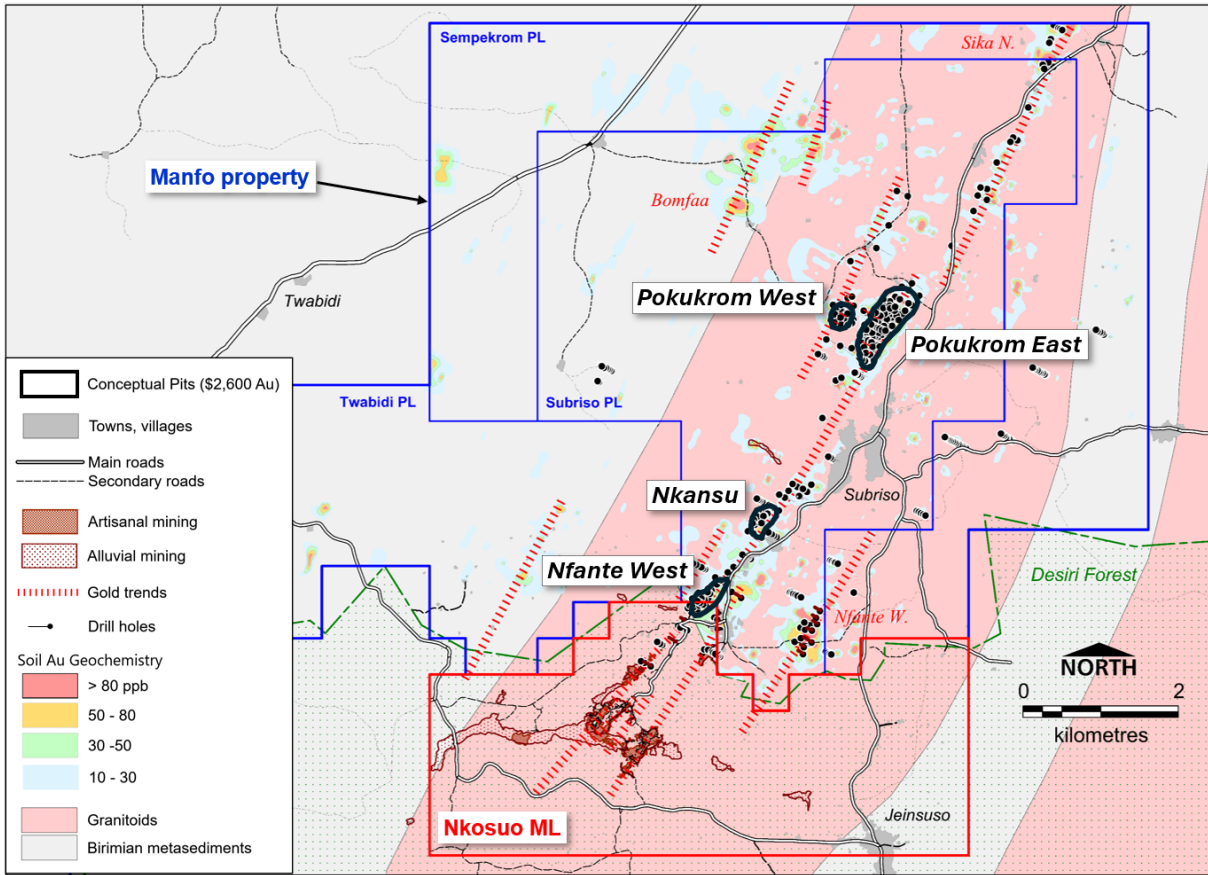 Sempekrom PL
Sika N.
Manfo property
Bomfaa
Twabidi
Pokukrom West
Pokukrom East
Twabidi PL
Subriso PL
Nkansu
Subriso
Nfante West
Desiri Forest
Nfante W.
NORTH
0 2
kilometres
Jeinsuso
Nkosuo ML
Conceptual Pits ($2,600 Au)
Towns, villages
Main roads
Secondary roads
Artisanal mining
Alluvial mining
Gold trends
Drill holes
Soil Au Geochemistry
> 80 ppb
50 - 80
30 -50
10 - 30
Granitoids
Birimian metasediments